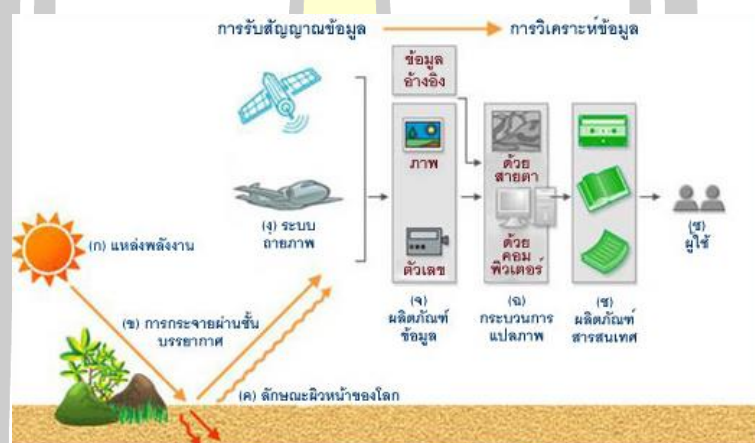 การรับสัญญาณข้อมูล
การวิเคราะห์ข้อมูล
ข้อมูล
อ้างอิง
ภาพ
ตัวเลข
ด้วย
สายตา
ด้วย
คอม
พิวเตอร์
(ก) แหล่งพลังงาน
(ข) การกระจายผ่านชั้น
บรรยากาศ
(ค) ลักษณะผิวหน้าของโลก
(ง) ระบบ
ถ่ายภาพ
(จ)
ผลิตภัณฑ์
ข้อมูล
(ฉ)
กระบวนการ
แปลภาพ
(ช)
ผลิตภัณฑ์
สารสนเทศ
(ซ)
ผู้ใช้